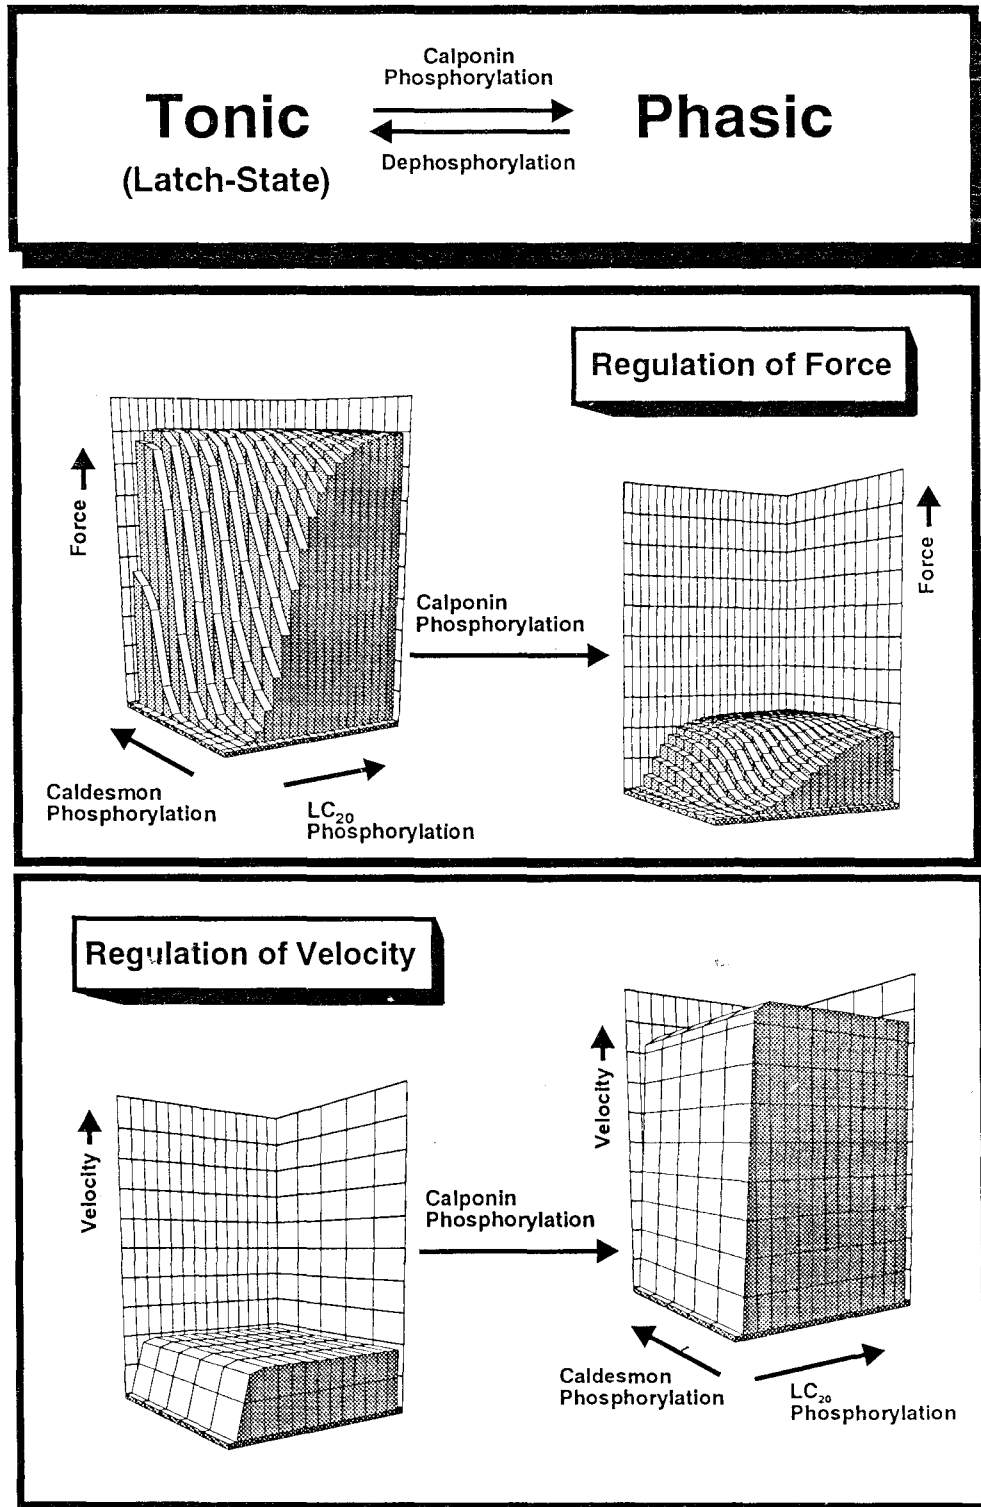 Calponin
Phosphorylation
Tonic
Phasic
Dephosphorylation
(Latch-State)
Regulation of Force
Force
Force
Calponin
Phosphorylation
Caldesmon
Phosphorylation
LC20
Phosphorylation
Regulation of Velocity
Velocity
Velocity
Calponin
Phosphorylation
Caldesmon
Phosphorylation
LC20
Phosphorylation